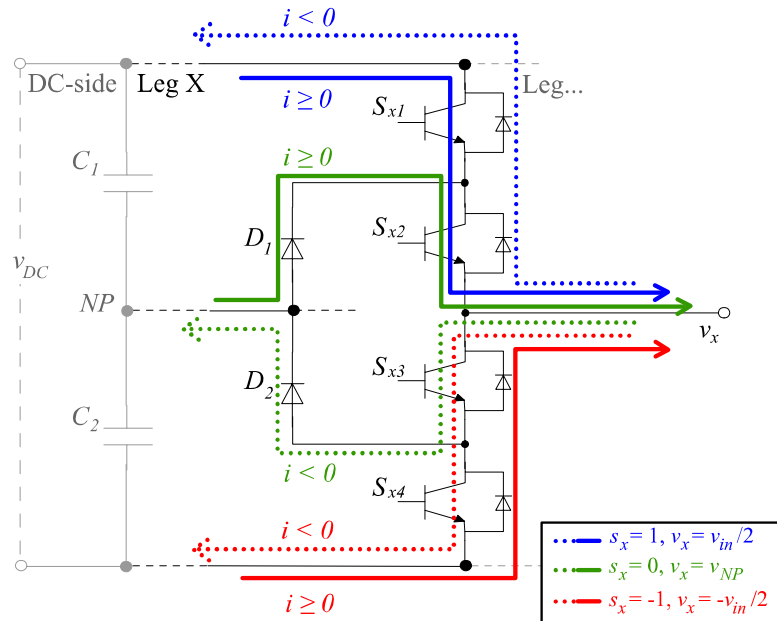 i < 0
DC-side Leg X Leg...
i ≥ 0
Sx1
C1
i ≥ 0
D1
Sx2
vDC
NP
vx
Sx3
D2
C2
i < 0
Sx4
i < 0
i ≥ 0
sx = 1, vx = vin/2
sx = 0, vx = vNP
sx = -1, vx = -vin/2